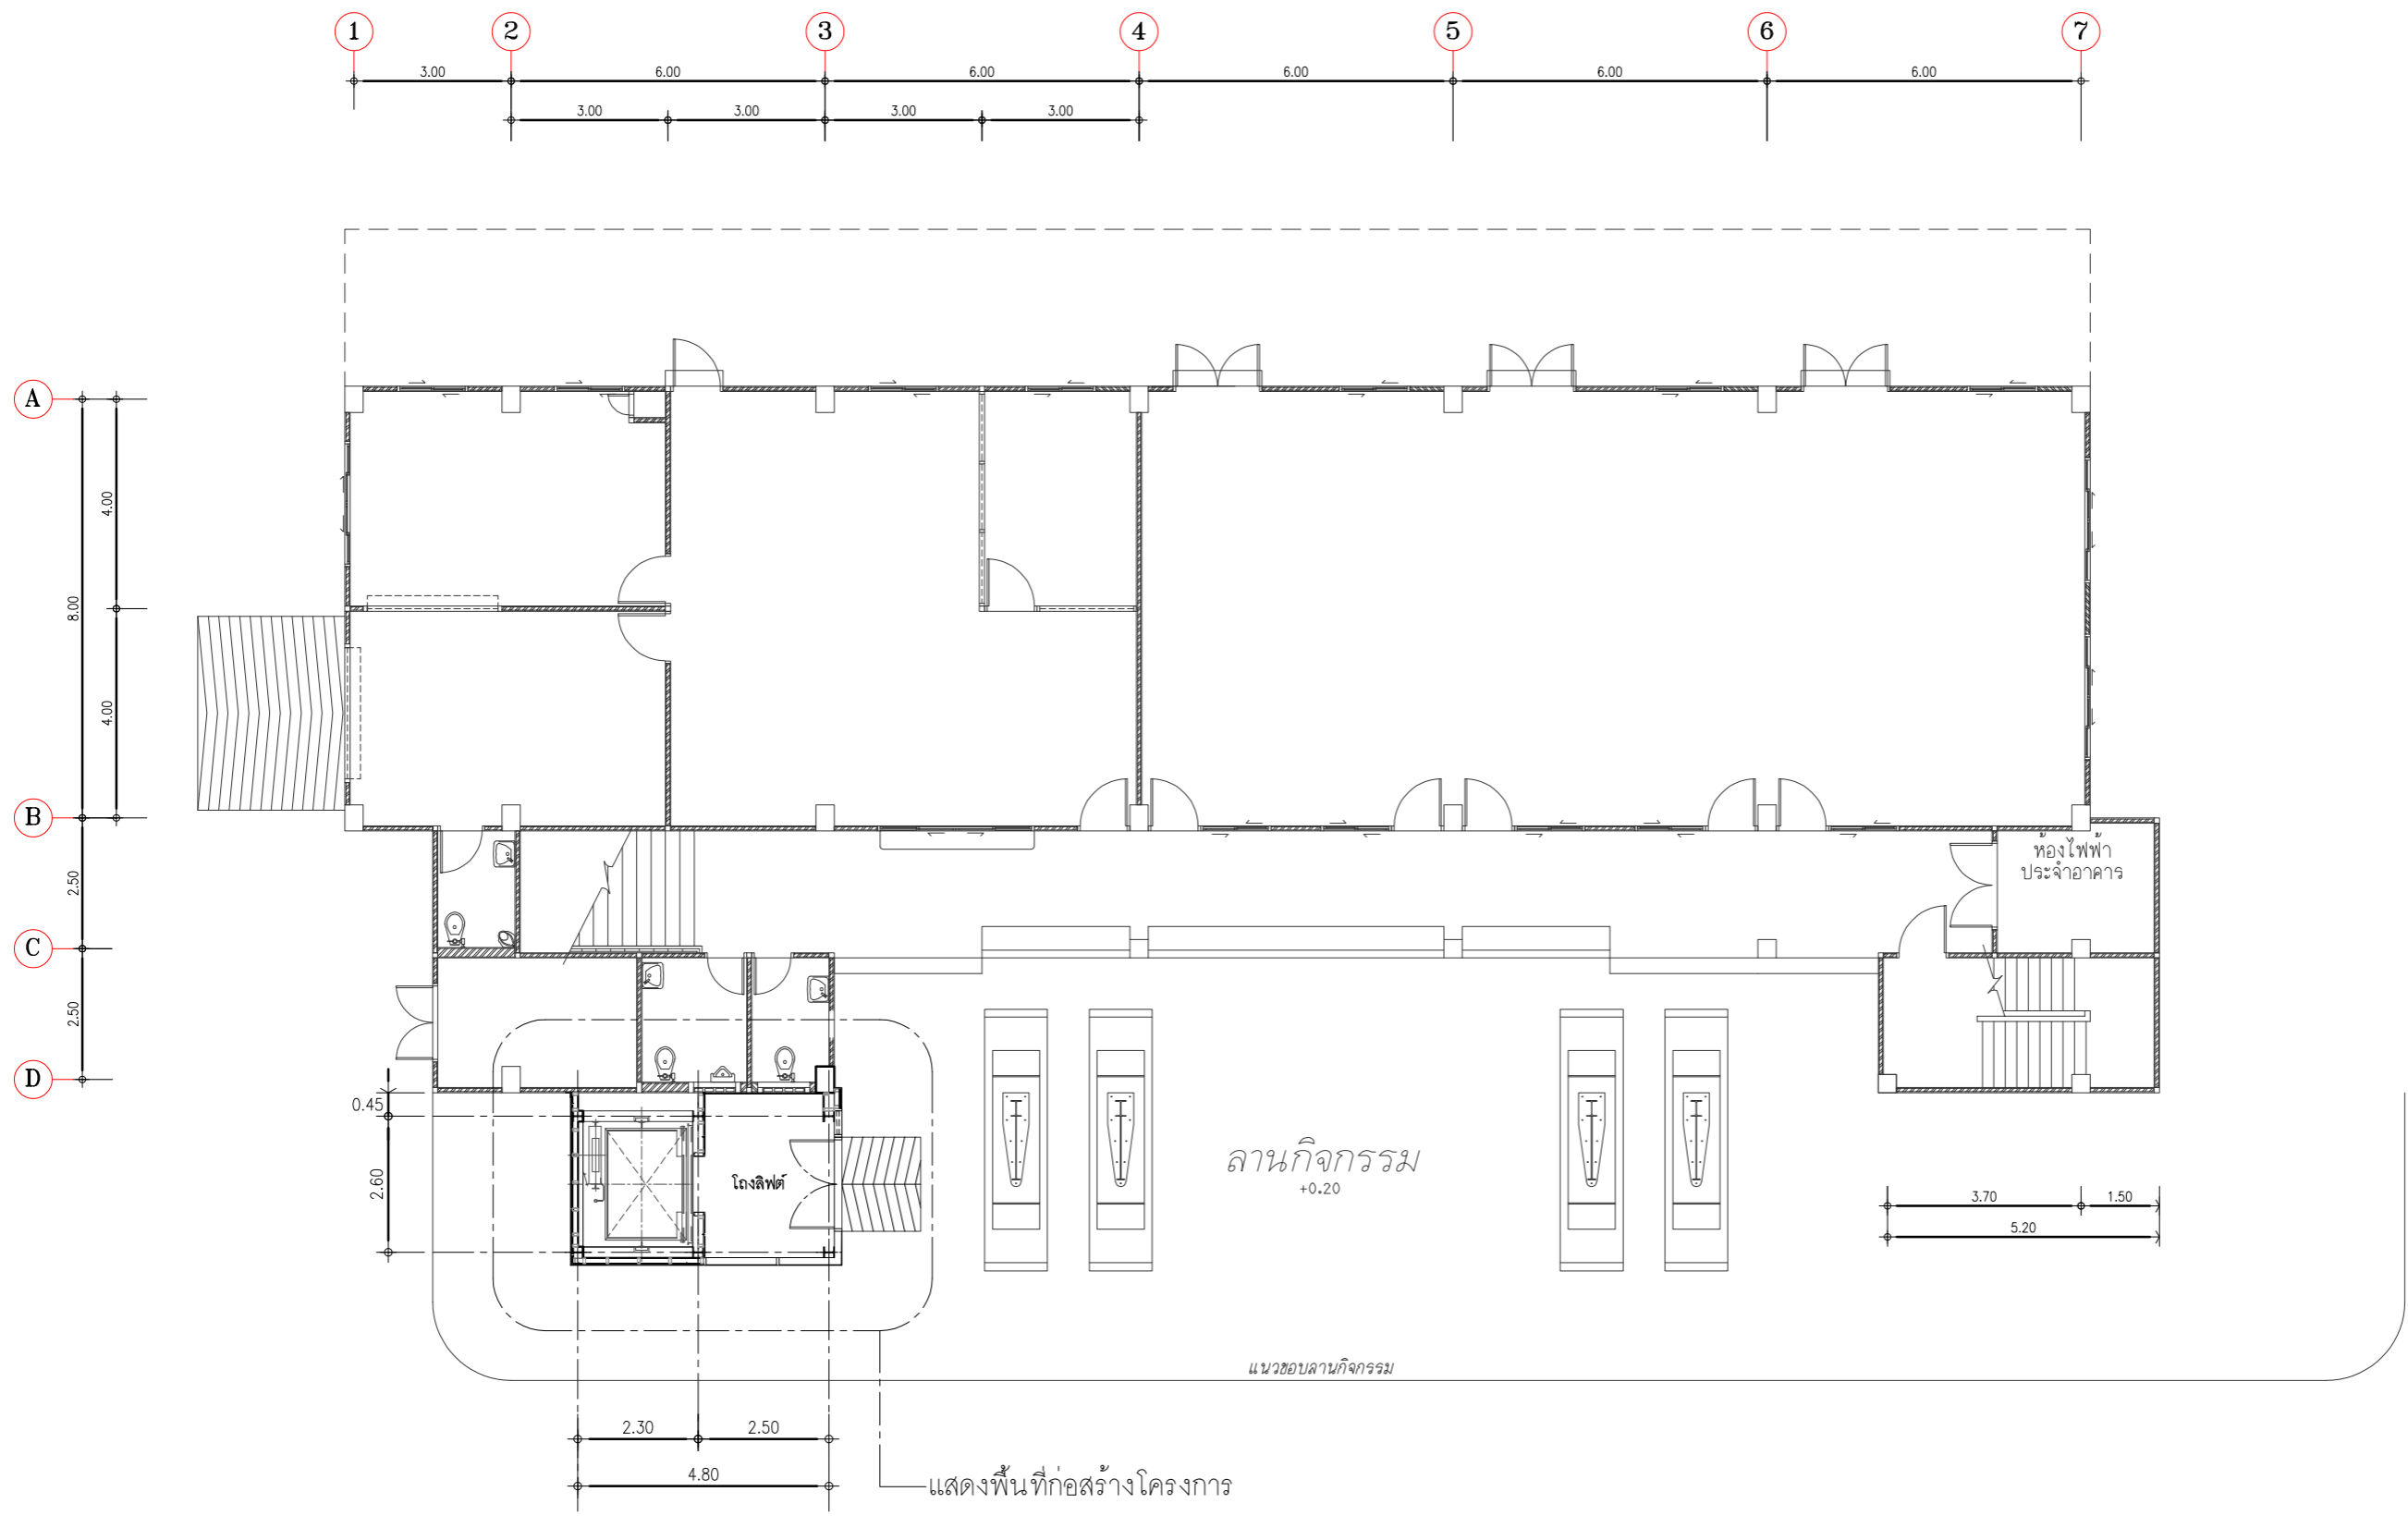 1 2 3 4 5 6 7
3.00 6.00 6.00 6.00 6.00 6.00
3.00 3.00 3.00 3.00
A
4.00
8.00
4.00
B
ห้องไฟฟ้า
ประจำอาคาร
2.50
C
2.50
D
0.45
2.60
โถงลิฟต์
ลานกิจกรรม
+0.20
3.70 1.50
5.20
แนวขอบลานกิจกรรม
2.30 2.50
4.80
แสดงพื้นที่ก่อสร้างโครงการ